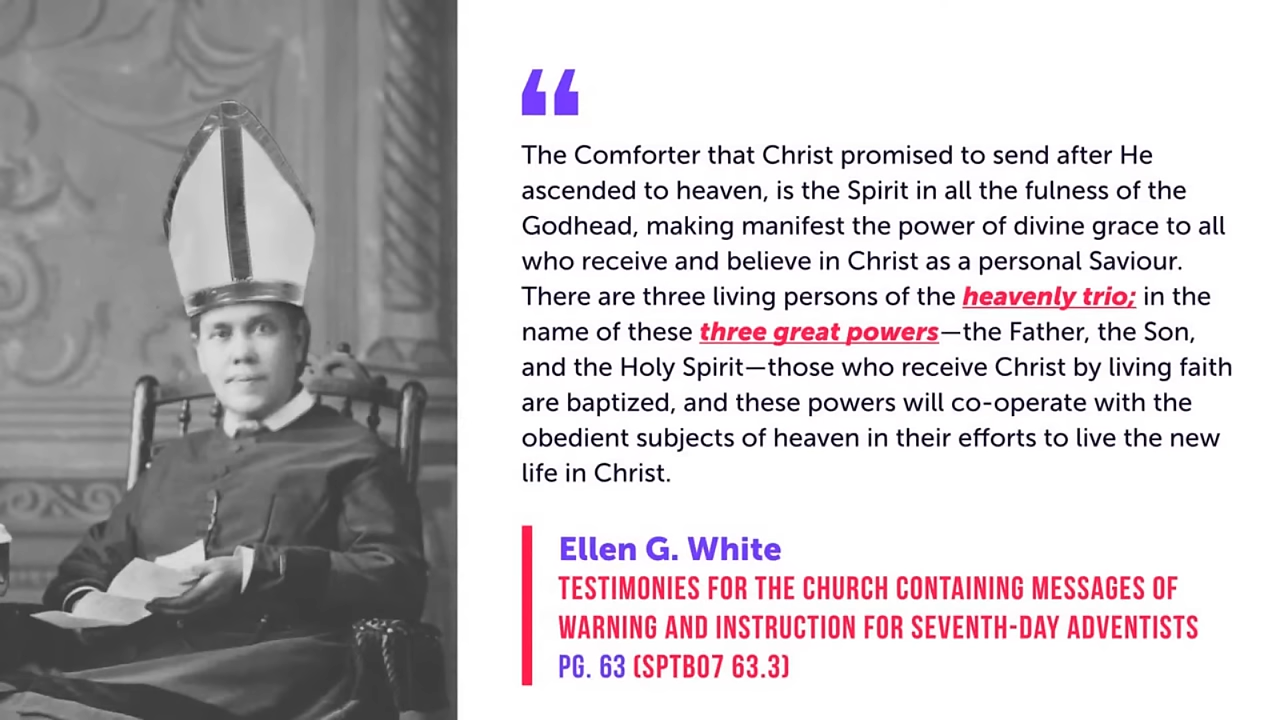 “
The Comforter that Christ promised to send after He
ascended to heaven, is the Spirit in all the fulness of the
Godhead, making manifest the power of divine grace to all
who receive and believe in Christ as a personal Saviour.
There are three living persons of the heavenly trio; in the
name of these three great powers—the Father, the Son,
and the Holy Spirit—those who receive Christ by living faith
are baptized, and these powers will co-operate with the
obedient subjects of heaven in their efforts to live the new
life in Christ.
Ellen G. White
TESTIMONIES FOR THE CHURCH CONTAINING MESSAGES OF
WARNING AND INSTRUCTION FOR SEVENTH-DAY ADVENTISTS
PG. 63 (SPTB07 63.3)